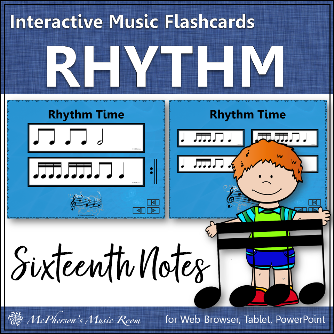 Interactive Music Flashcards
RHYTHM
Rhythm Time
Rhythm Time
Sixteenth Notes
McPherson's Music Room
for Web Browser, Tablet, PowerPoint